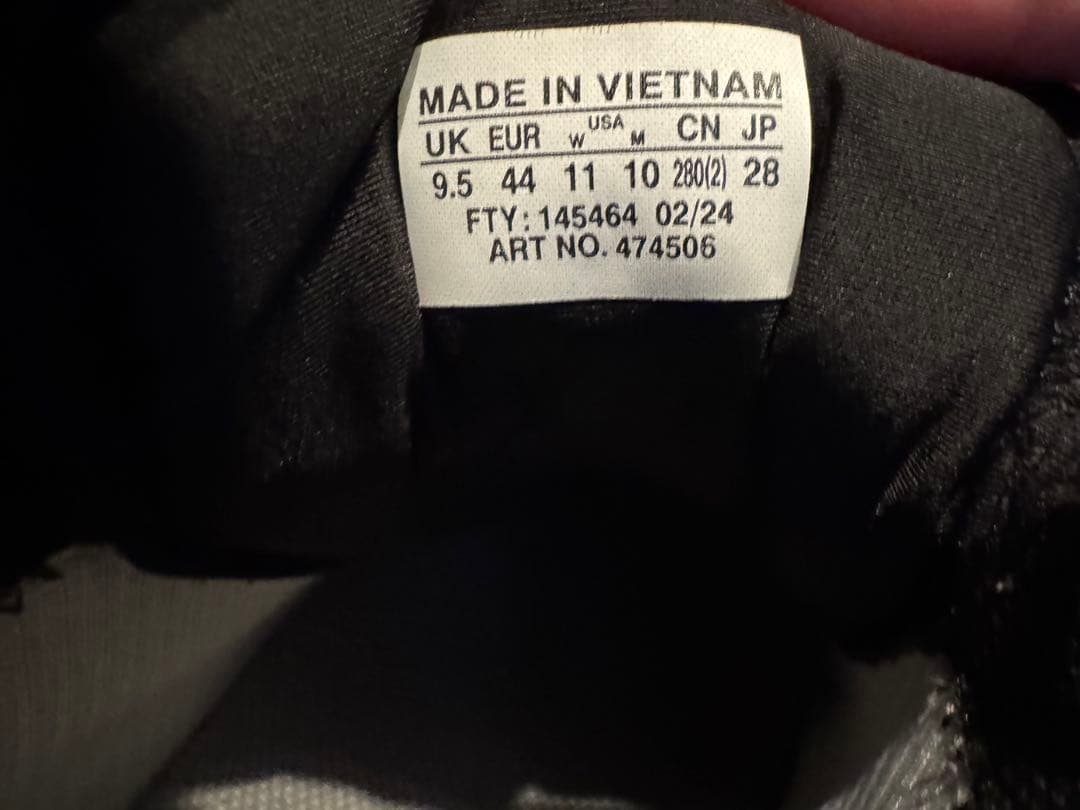 MADE IN VIETNAM
UK EUR W USA M CN JP
9.5 44 11 10 280(2) 28
FTY: 145464 02/24
ART NO. 474506